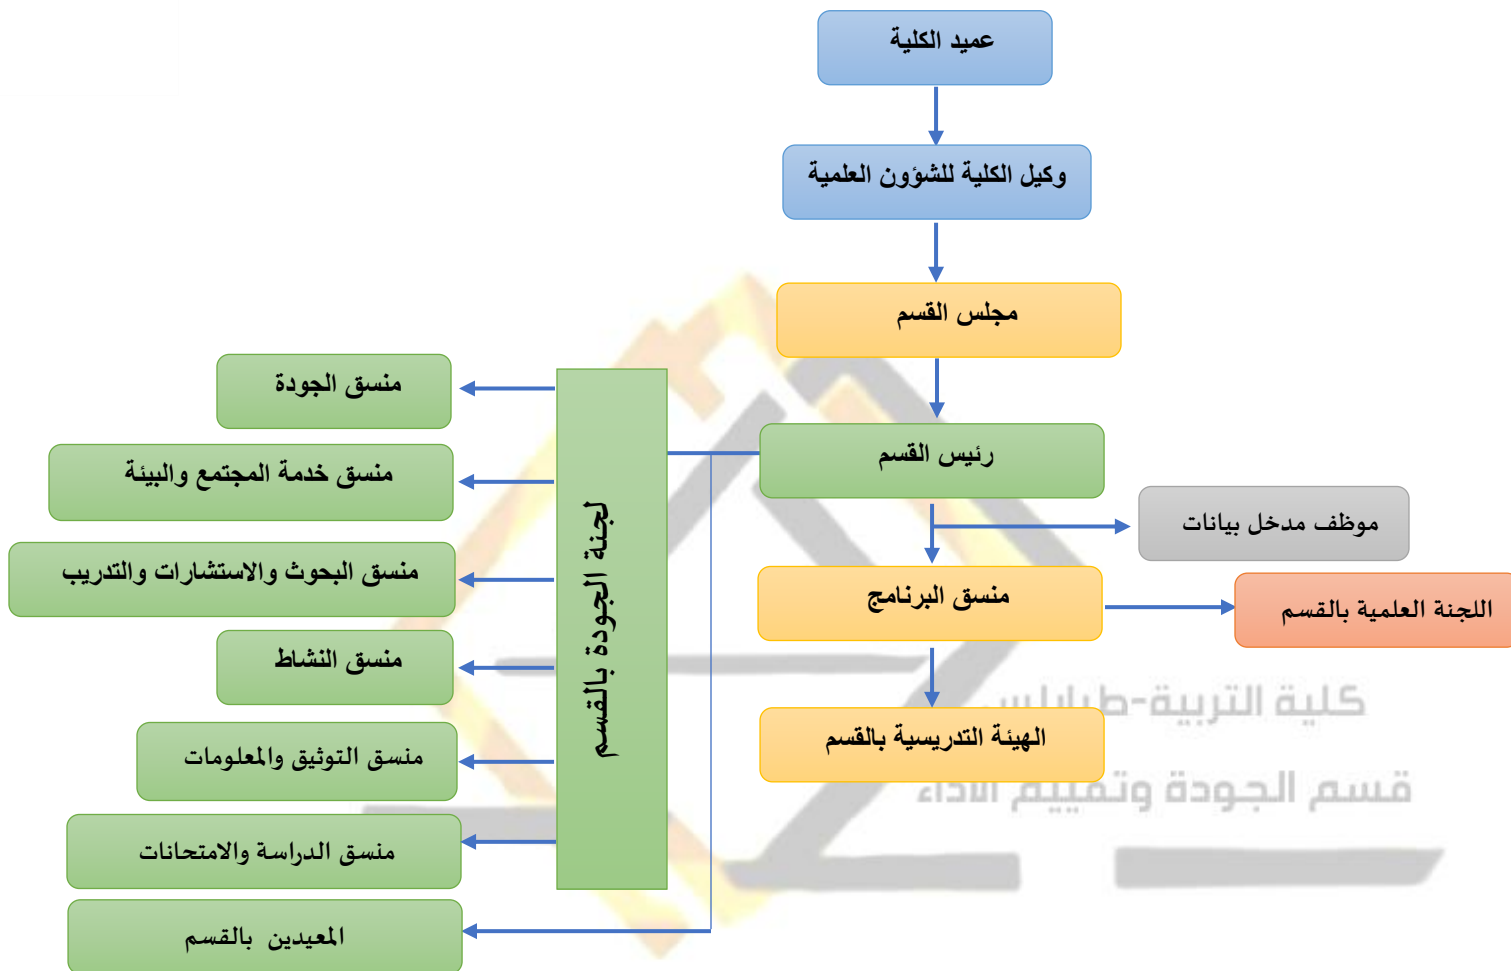 عميد الكلية
وكيل الكلية للشؤون العلمية
مجلس القسم
رئيس القسم
موظف مدخل بيانات
منسق البرنامج
اللجنة العلمية بالقسم
الهيئة التدريسية بالقسم
لجنة الجودة بالقسم
منسق الجودة
منسق خدمة المجتمع والبيئة
منسق البحوث والاستشارات والتدريب
منسق النشاط
منسق التوثيق والمعلومات
منسق الدراسة والامتحانات
المعيدين بالقسم
كلية التربية-طرابلس
قسم الجودة وتقييم الأداء